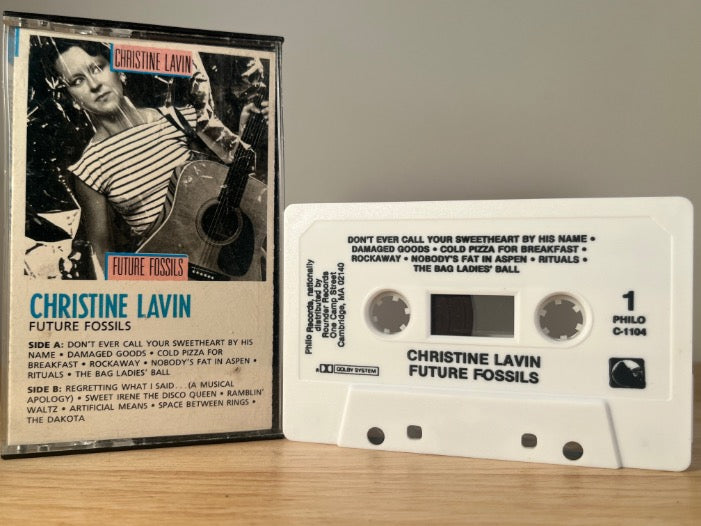 CHRISTINE LAVIN
FUTURE FOSSILS
CHRISTINE LAVIN
FUTURE FOSSILS
SIDE A: DON'T EVER CALL YOUR SWEETHEART BY HIS
NAME • DAMAGED GOODS • COLD PIZZA FOR
BREAKFAST • ROCKAWAY • NOBODY'S FAT IN ASPEN •
RITUALS • THE BAG LADIES' BALL
SIDE B: REGRETTING WHAT I SAID... (A MUSICAL
APOLOGY) • SWEET IRENE THE DISCO QUEEN • RAMBLIN'
WALTZ • ARTIFICIAL MEANS • SPACE BETWEEN RINGS •
THE DAKOTA
DON'T EVER CALL YOUR SWEETHEART BY HIS NAME •
DAMAGED GOODS • COLD PIZZA FOR BREAKFAST •
ROCKAWAY • NOBODY'S FAT IN ASPEN • RITUALS •
THE BAG LADIES' BALL
Philo Records, nationally
distributed by
Rounder Records
One Camp Street
Cambridge, MA 02140
1
PHILO
C-1104
DOLBY SYSTEM
CHRISTINE LAVIN
FUTURE FOSSILS